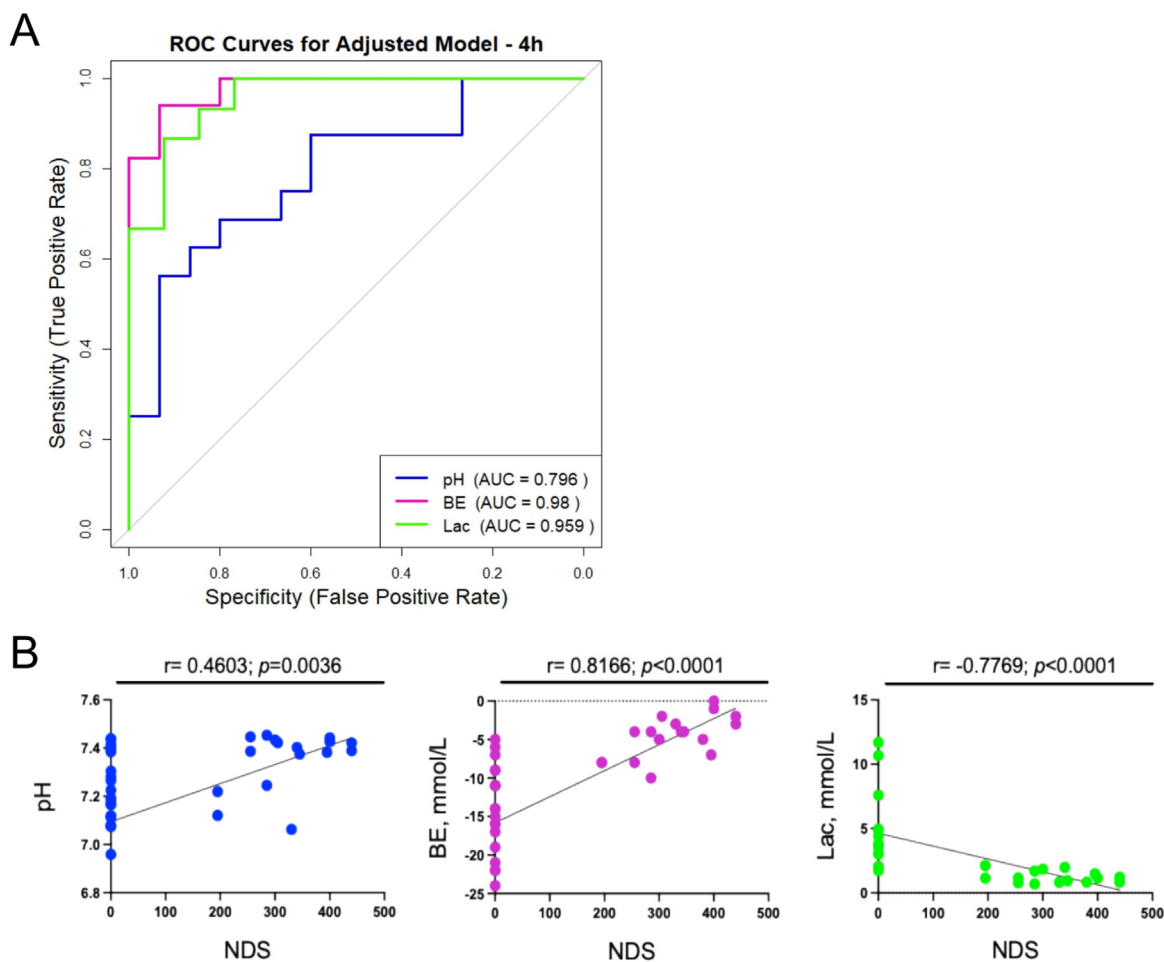 A
ROC Curves for Adjusted Model - 4h
Sensitivity (True Positive Rate)
1.0
0.8
0.6
0.4
0.2
0.0
pH (AUC = 0.796 )
BE (AUC = 0.98 )
Lac (AUC = 0.959 )
1.0 0.8 0.6 0.4 0.2 0.0
Specificity (False Positive Rate)
B
r= 0.4603; p=0.0036
pH
7.6
7.4
7.2
7.0
6.8
0 100 200 300 400 500
NDS
r= 0.8166; p<0.0001
BE, mmol/L
0
-5
-10
-15
-20
-25
0 100 200 300 400 500
NDS
r= -0.7769; p<0.0001
Lac, mmol/L
15
10
5
0
0 100 200 300 400 500
NDS